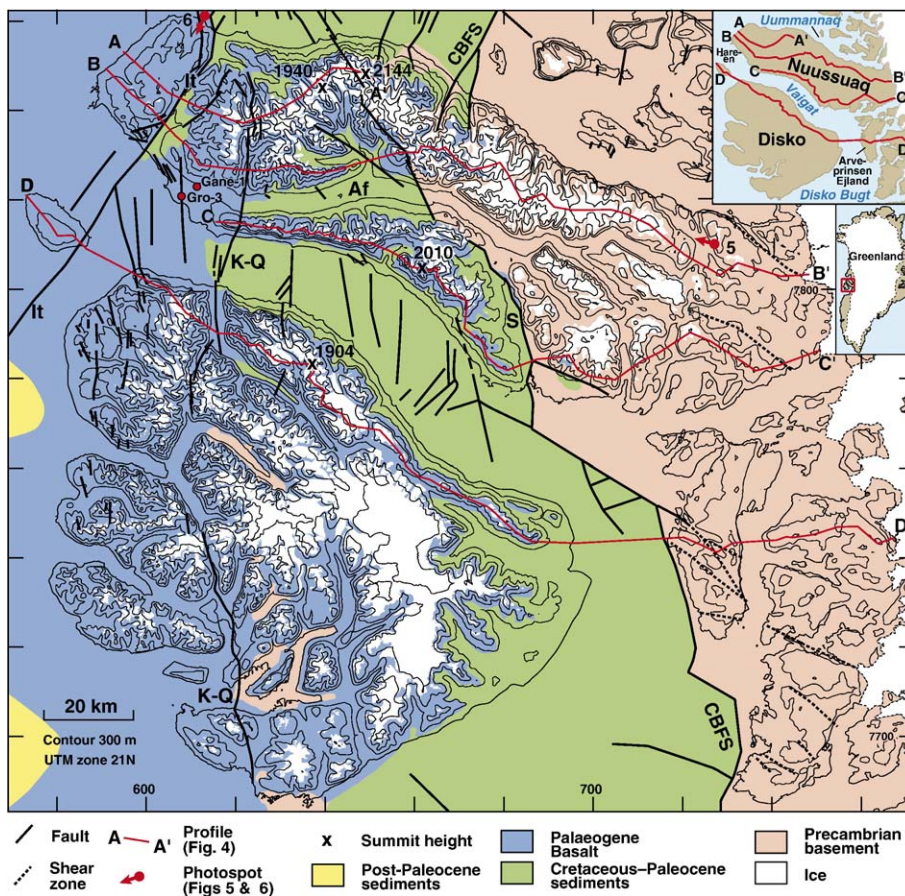 6
A
B
1940
2144
A'
It
CBFS
D
Gane-1
Gro-3
Af
C
K-Q
2010
5
B'
7800
It
S
1904
C'
D'
K-Q
CBFS
7700
20 km
Contour 300 m
UTM zone 21N
600
700
A
B
Uummannaq
A'
Hare-
en
D
C
Nuussuaq
B'
C'
Vaigat
Disko
D'
Arve-
prinsen
Ejland
Disko Bugt
Greenland
Fault
A A' Profile
(Fig. 4)
x Summit height
Palaeogene
Basalt
Precambrian
basement
Shear
zone
Photospot
(Figs 5 & 6)
Post-Paleocene
sediments
Cretaceous–Paleocene
sediments
Ice